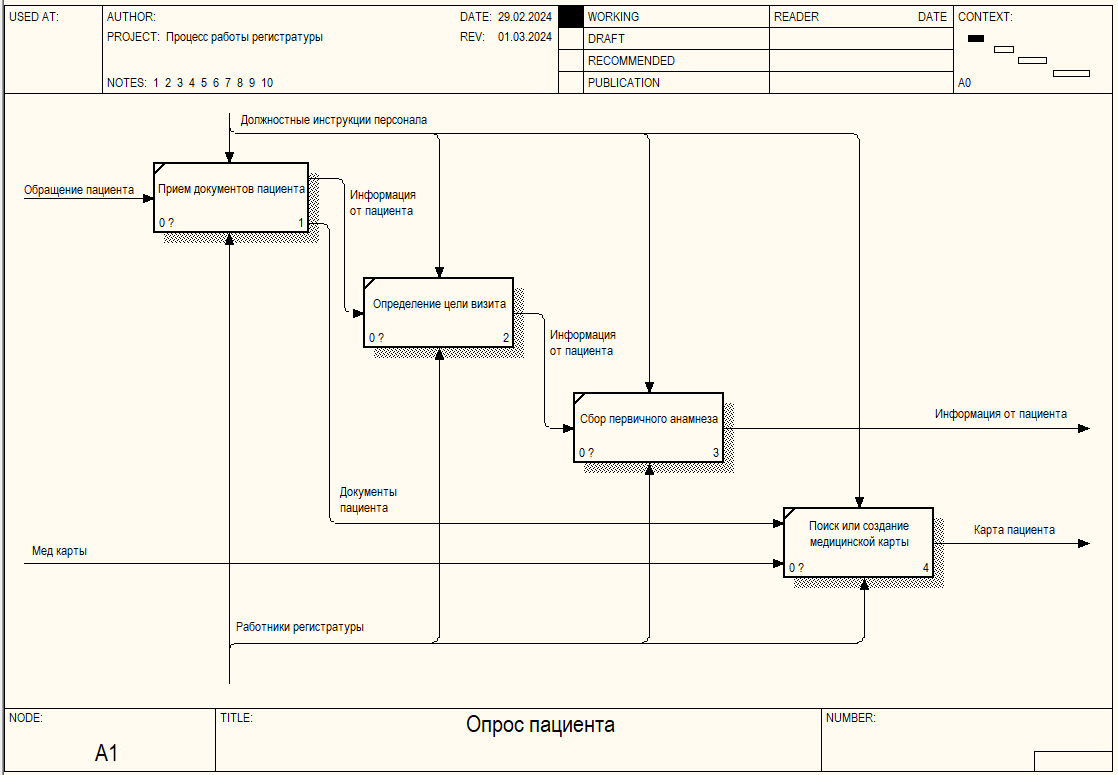 USED AT:
AUTHOR:
DATE: 29.02.2024
PROJECT: Процесс работы регистратуры
REV: 01.03.2024
NOTES: 1 2 3 4 5 6 7 8 9 10
WORKING
DRAFT
RECOMMENDED
PUBLICATION
READER
DATE
CONTEXT:
A0
Должностные инструкции персонала
Обращение пациента
Прием документов пациента
0 ?
1
Информация
от пациента
Определение цели визита
0 ?
2
Информация
от пациента
Сбор первичного анамнеза
0 ?
3
Информация от пациента
Документы
пациента
Поиск или создание
медицинской карты
0 ?
4
Карта пациента
Мед карты
Работники регистратуры
NODE:
A1
TITLE:
Опрос пациента
NUMBER: